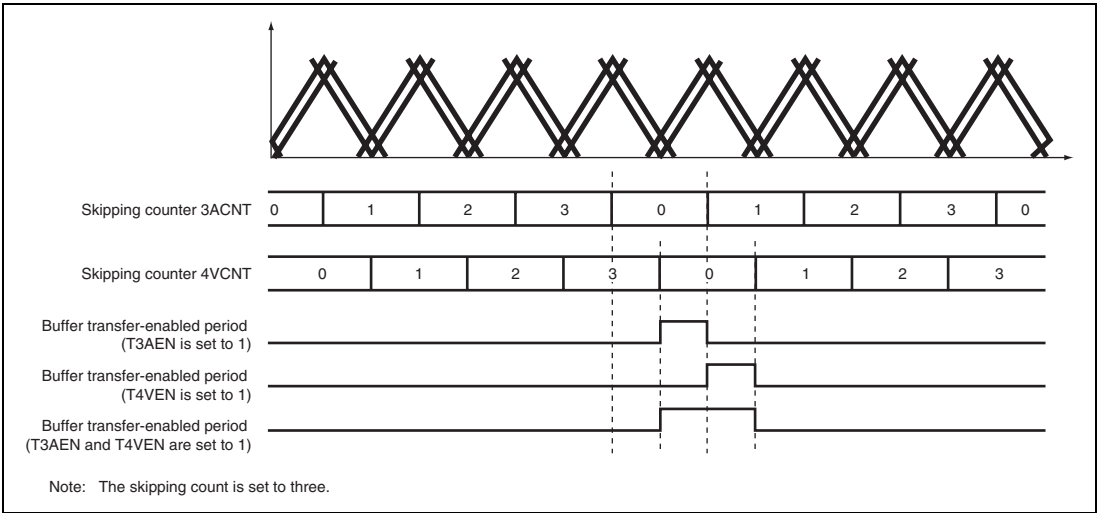 Skipping counter 3ACNT 0 1 2 3 0 1 2 3 0
Skipping counter 4VCNT 0 1 2 3 0 1 2 3
Buffer transfer-enabled period
(T3AEN is set to 1)
Buffer transfer-enabled period
(T4VEN is set to 1)
Buffer transfer-enabled period
(T3AEN and T4VEN are set to 1)
Note: The skipping count is set to three.